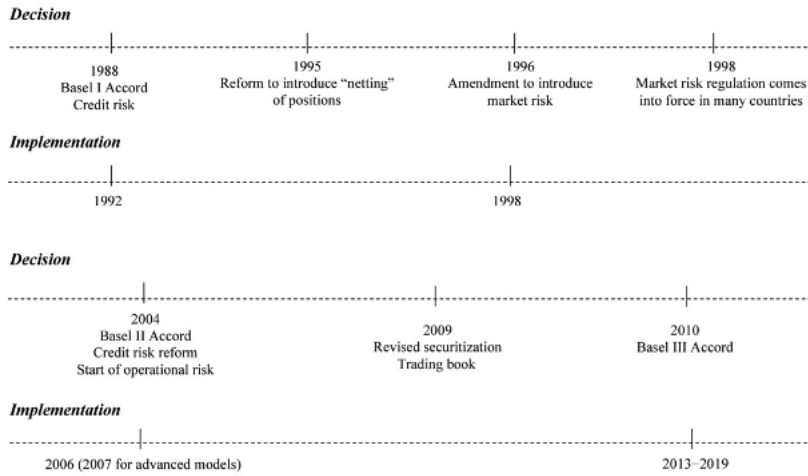 Decision
1988
Basel I Accord
Credit risk
1995
Reform to introduce “netting”
of positions
1996
Amendment to introduce
market risk
1998
Market risk regulation comes
into force in many countries
Implementation
1992
1998
Decision
2004
Basel II Accord
Credit risk reform
Start of operational risk
2009
Revised securitization
Trading book
2010
Basel III Accord
Implementation
2006 (2007 for advanced models)
2013–2019